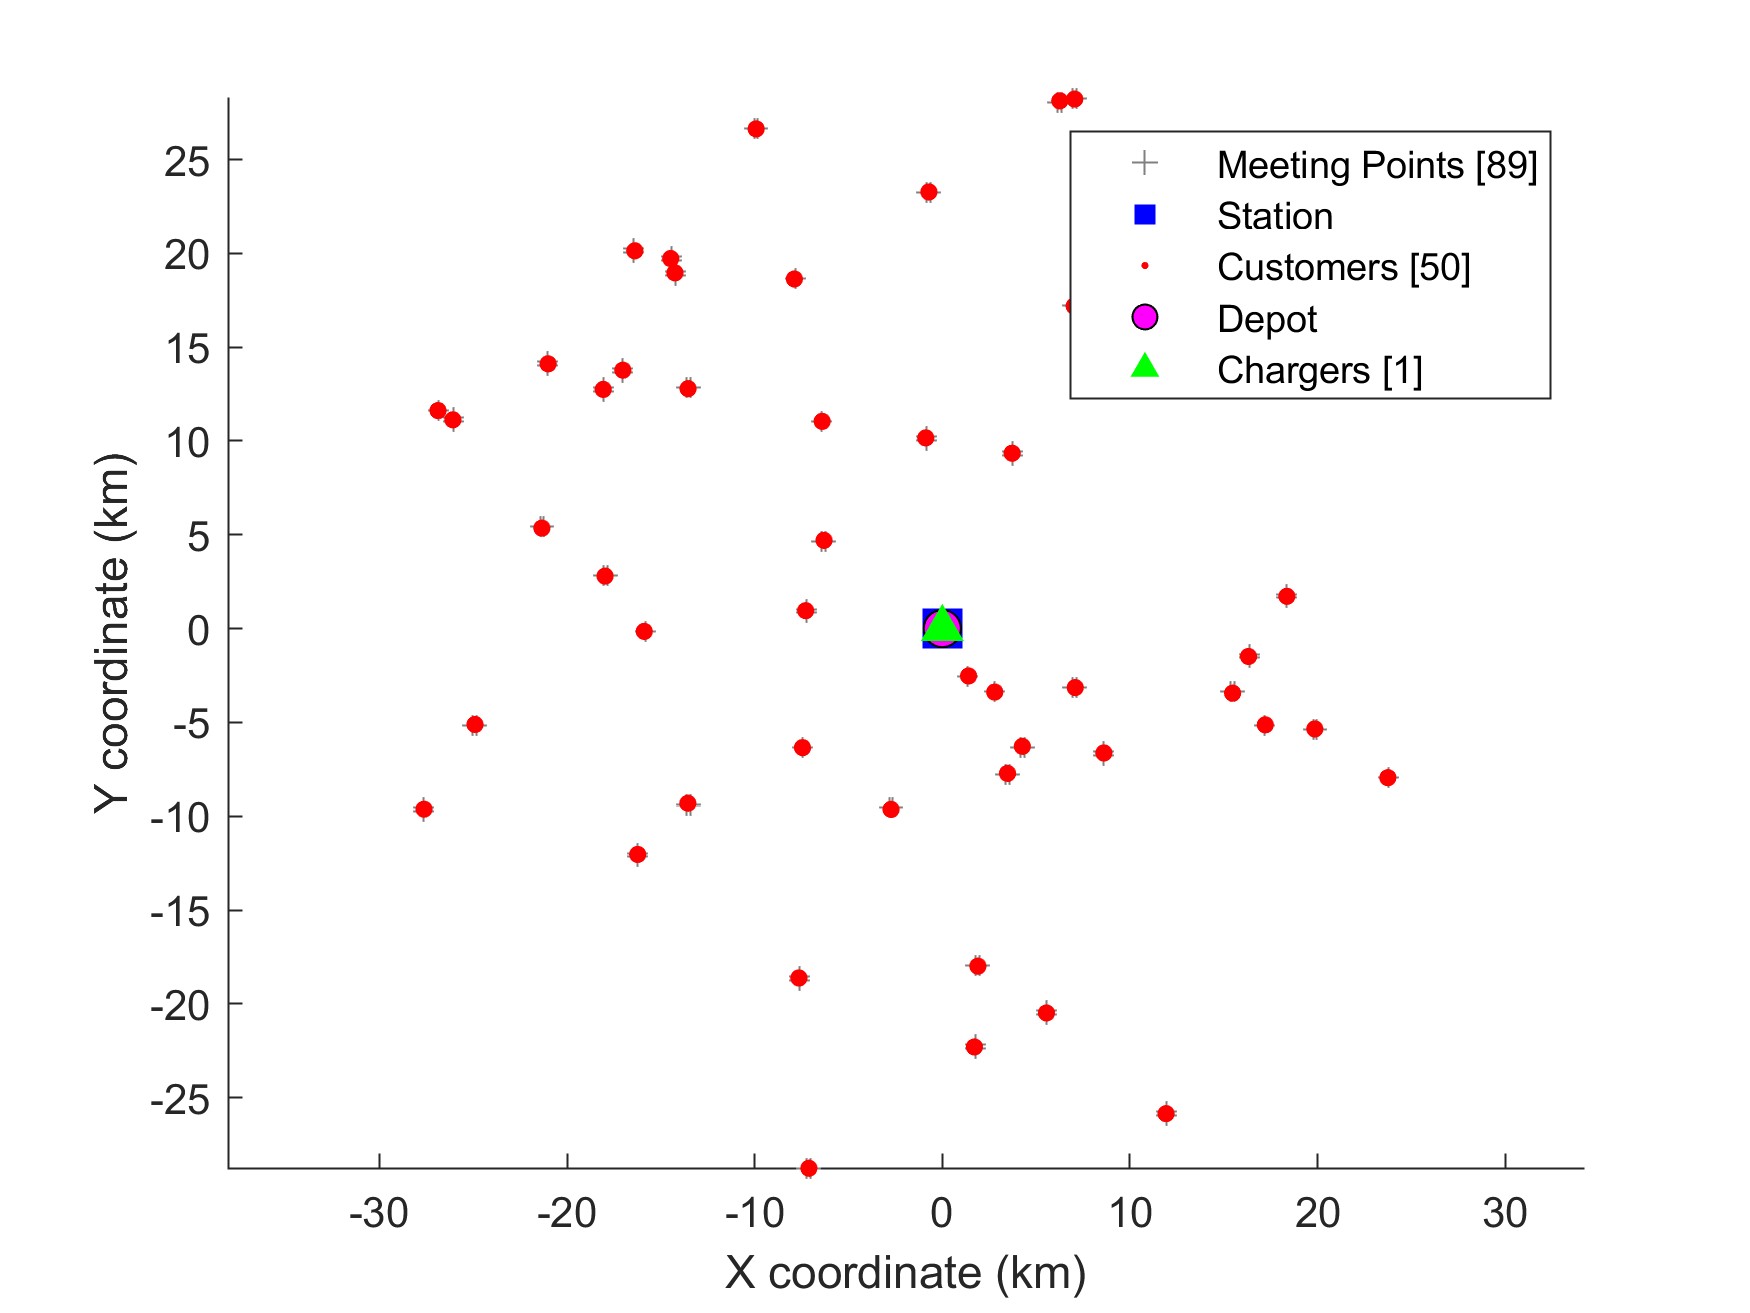 25
20
15
10
5
0
-5
-10
-15
-20
-25
Y coordinate (km)
Meeting Points [89]
Station
Customers [50]
Depot
Chargers [1]
-30
-20
-10
0
10
20
30
X coordinate (km)